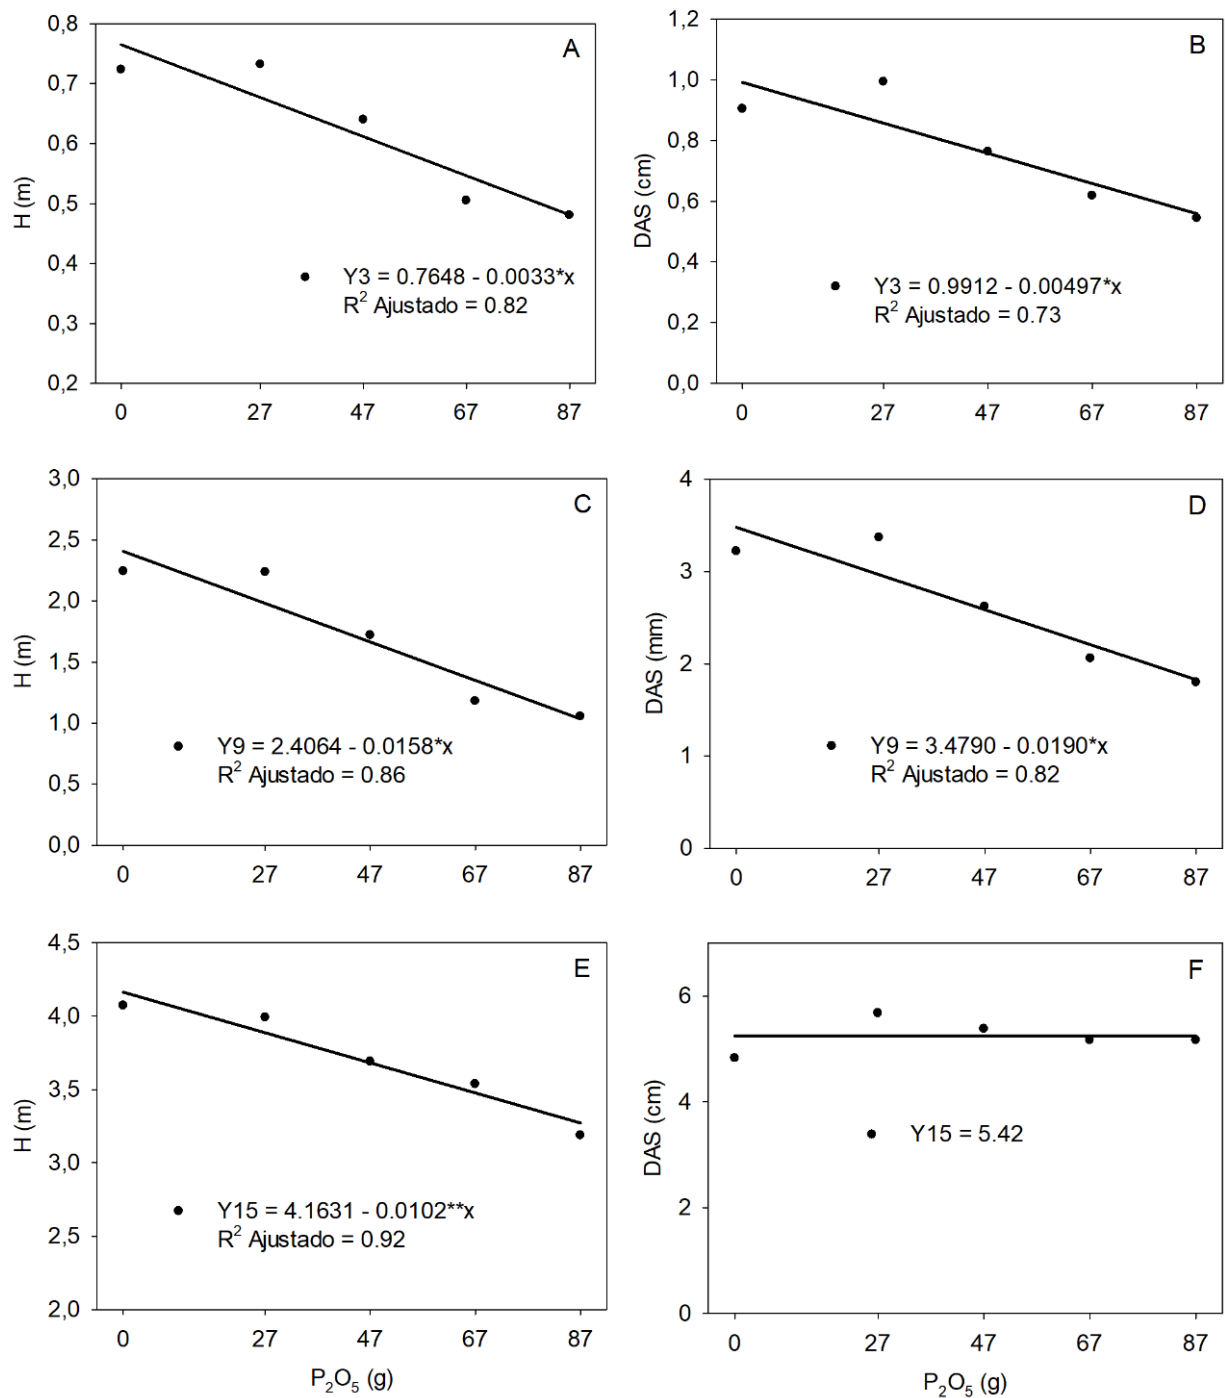 A
0,8
0,7
0,6
0,5
0,4
0,3
0,2
H (m)
Y3 = 0.7648 - 0.0033*x
R² Ajustado = 0.82
0 27 47 67 87
B
1,2
1,0
0,8
0,6
0,4
0,2
0,0
DAS (cm)
Y3 = 0.9912 - 0.00497*x
R² Ajustado = 0.73
0 27 47 67 87
C
3,0
2,5
2,0
1,5
1,0
0,5
0,0
H (m)
Y9 = 2.4064 - 0.0158*x
R² Ajustado = 0.86
0 27 47 67 87
D
4
3
2
1
0
DAS (mm)
Y9 = 3.4790 - 0.0190*x
R² Ajustado = 0.82
0 27 47 67 87
E
4,5
4,0
3,5
3,0
2,5
2,0
H (m)
Y15 = 4.1631 - 0.0102**x
R² Ajustado = 0.92
0 27 47 67 87
P₂O₅ (g)
F
6
4
2
0
DAS (cm)
Y15 = 5.42
0 27 47 67 87
P₂O₅ (g)